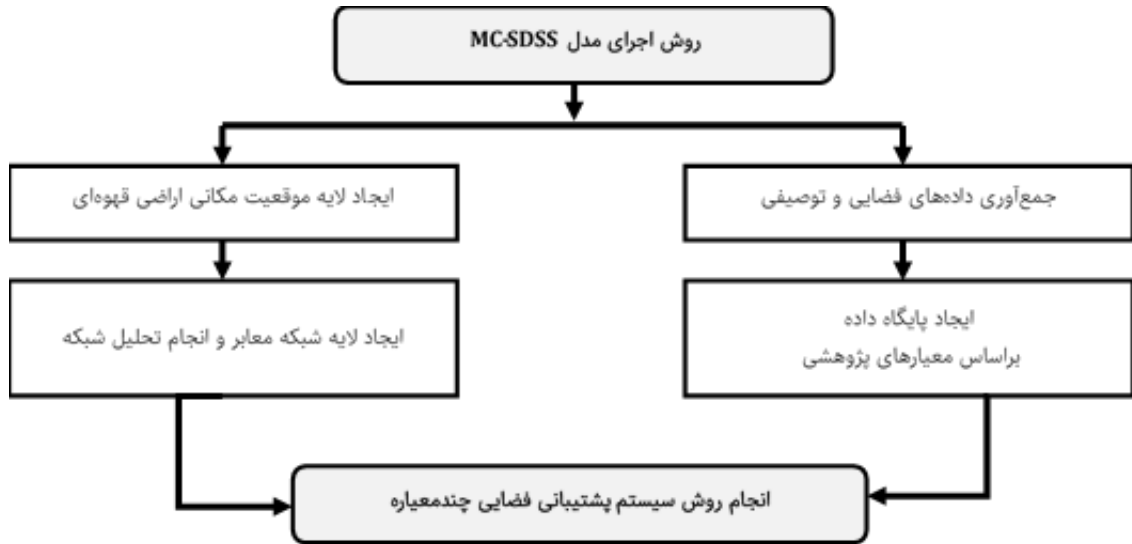 روش اجرای مدل MC-SDSS
جمع‌آوری داده‌های فضایی و توصیفی
ایجاد لایه موقعیت مکانی اراضی قهوه‌ای
ایجاد پایگاه داده
براساس معیارهای پژوهشی
ایجاد لایه شبکه معابر و انجام تحلیل شبکه
انجام روش سیستم پشتیبانی فضایی چندمعیاره